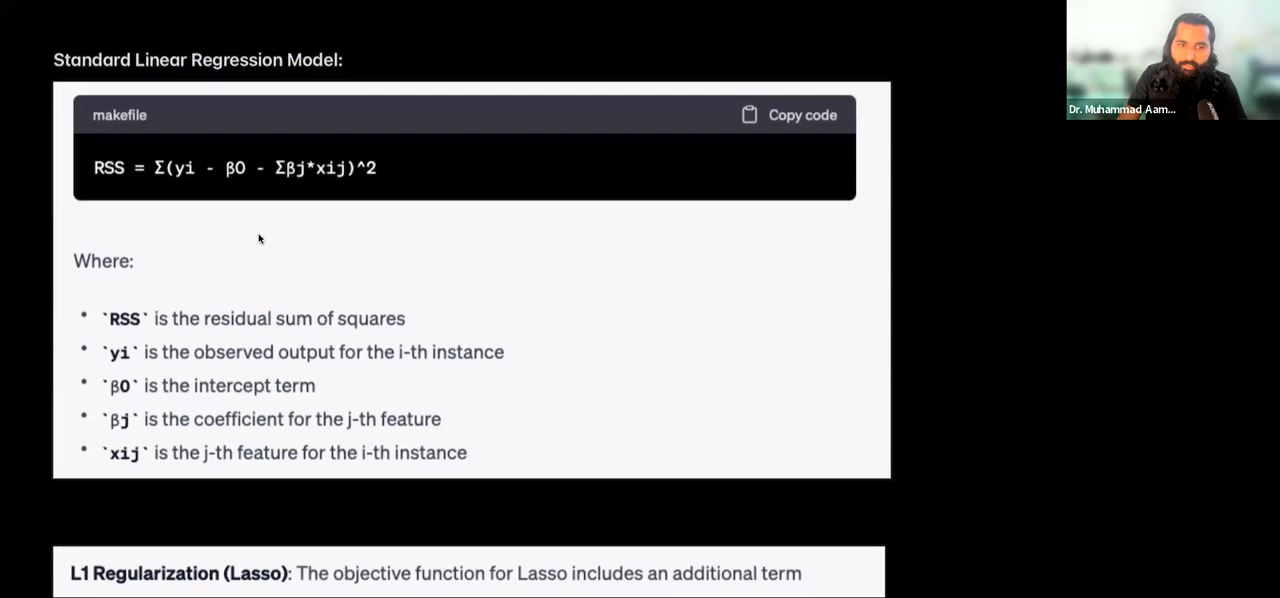 Standard Linear Regression Model:
makefile
Copy code
RSS = Σ(yi - β0 - Σβj*xij)^2
Where:
• `RSS` is the residual sum of squares
• `yi` is the observed output for the i-th instance
• `β0` is the intercept term
• `βj` is the coefficient for the j-th feature
• `xij` is the j-th feature for the i-th instance
L1 Regularization (Lasso): The objective function for Lasso includes an additional term
Dr. Muhammad Aam...